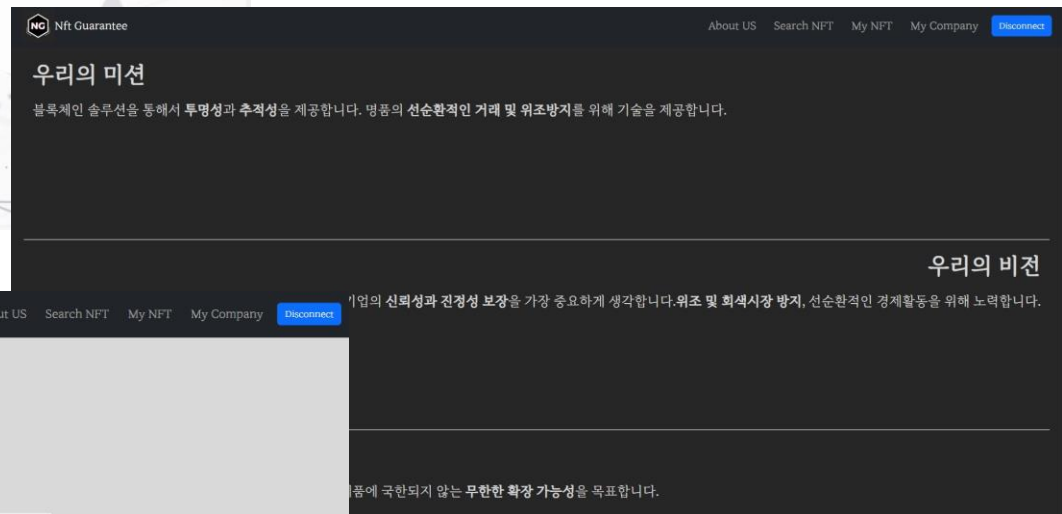 NG Nft Guarantee About US Search NFT My NFT My Company Disconnect
우리의 미션
블록체인 솔루션을 통해서 투명성과 추적성을 제공합니다. 명품의 선순환적인 거래 및 위조방지를 위해 기술을 제공합니다.
우리의 비전
기업의 신뢰성과 진정성 보장을 가장 중요하게 생각합니다.위조 및 회색시장 방지, 선순환적인 경제활동을 위해 노력합니다.
US Search NFT My NFT My Company Disconnect
국한되지 않는 무한한 확장 가능성을 목표합니다.